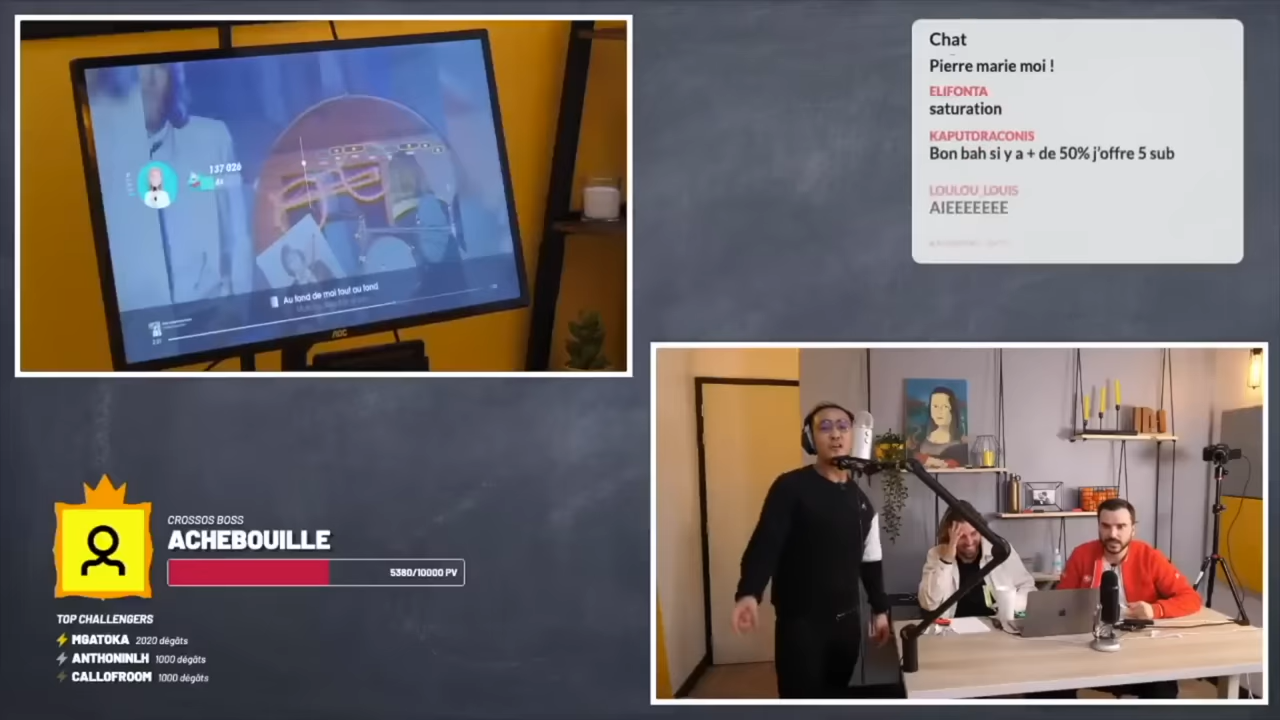 137 026
Au fond de moi tout au fond
AOC
Chat
Pierre marie moi !
ELIFONTA
saturation
KAPUTDRACONIS
Bon bah si y a + de 50% j'offre 5 sub
LOULOU_LOUIS
AIEEEEEEE
CROSSOS BOSS
ACHEBOUILLE
5380/10000 PV
TOP CHALLENGERS
MGATOKA 2020 dégâts
ANTHONINLH 1000 dégâts
CALLOFROOM 1000 dégâts